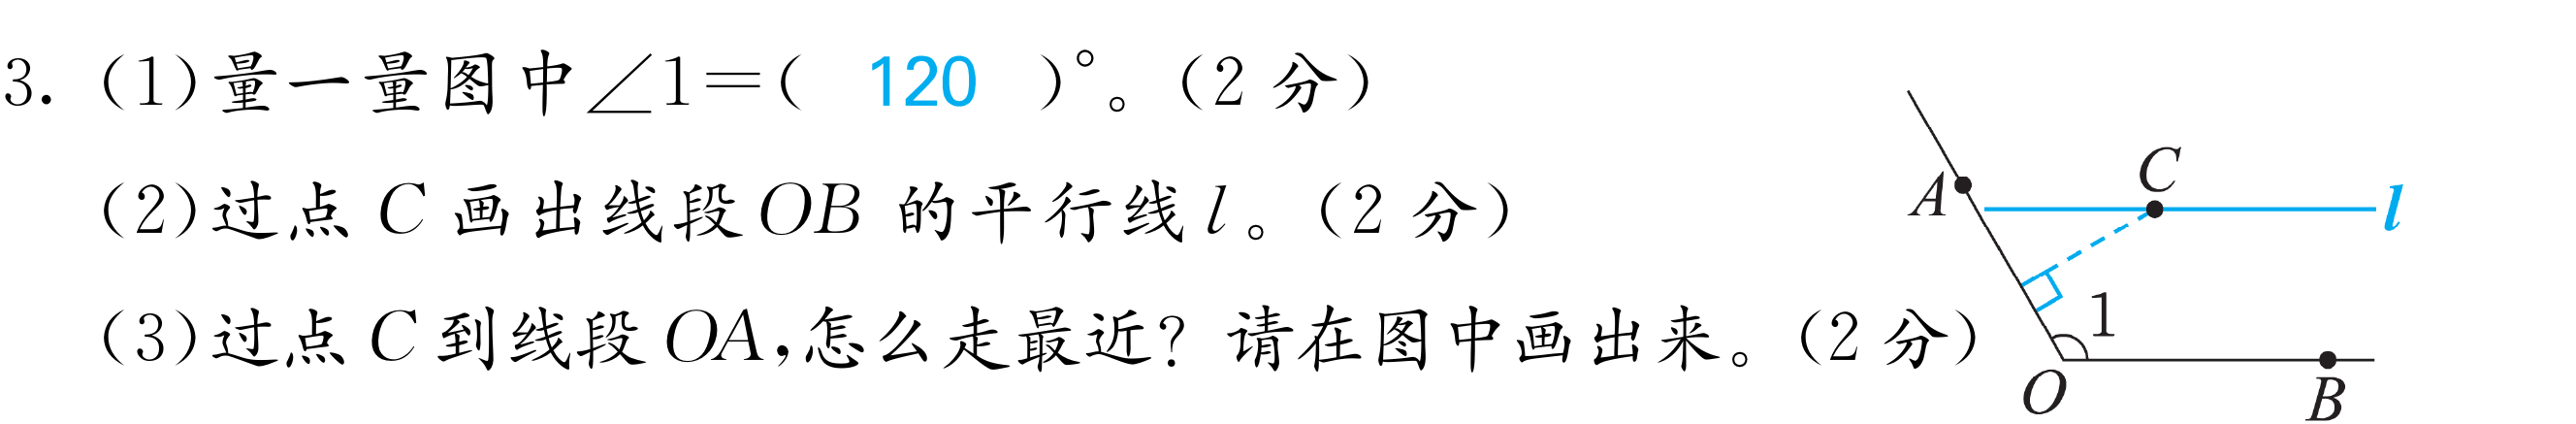 3. (1)量一量图中∠1=( 120 )°。(2 分)
(2)过点 C 画出线段 OB 的平行线 l。(2 分)
(3)过点 C 到线段 OA,怎么走最近? 请在图中画出来。(2 分)
A
C
l
1
O
B